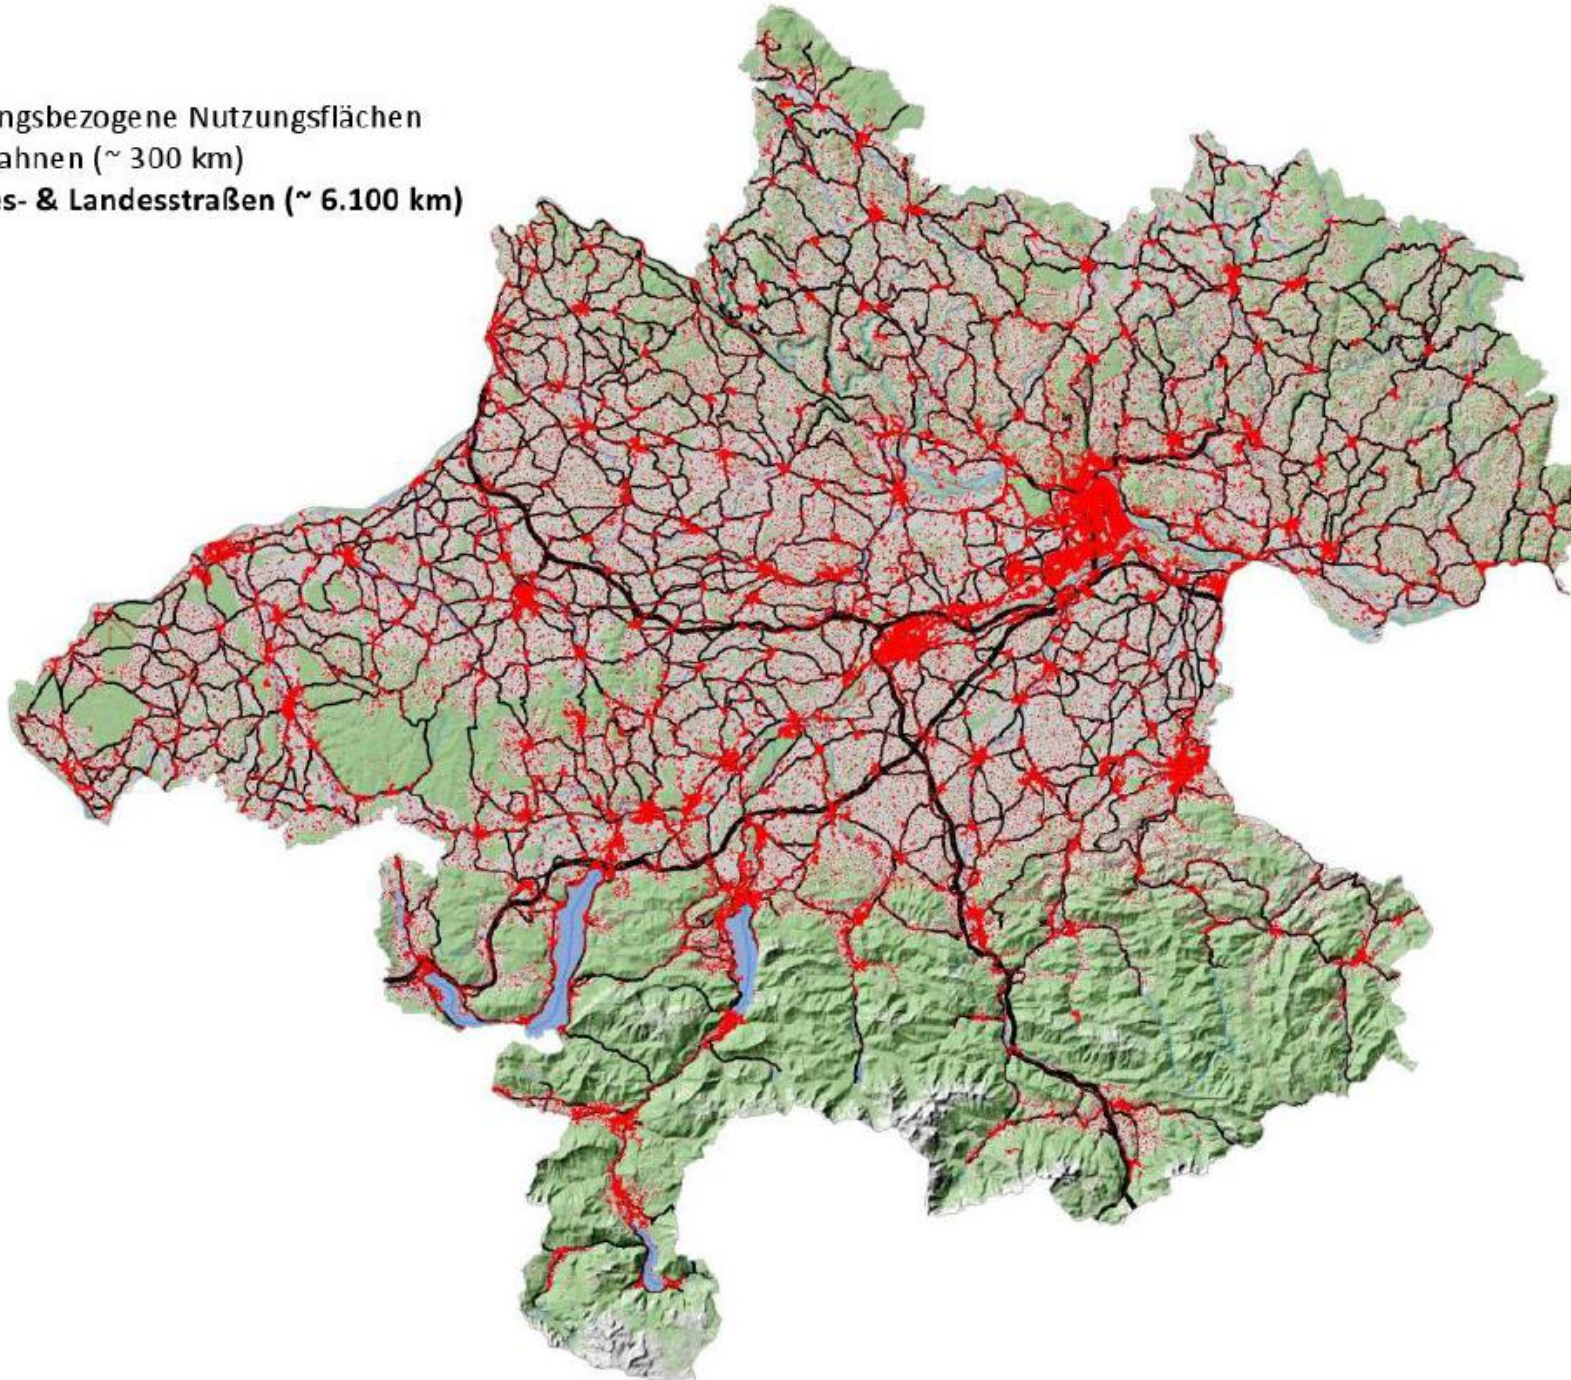 ngsbezogene Nutzungsflächen
ahnen (~ 300 km)
s- & Landesstraßen (~ 6.100 km)